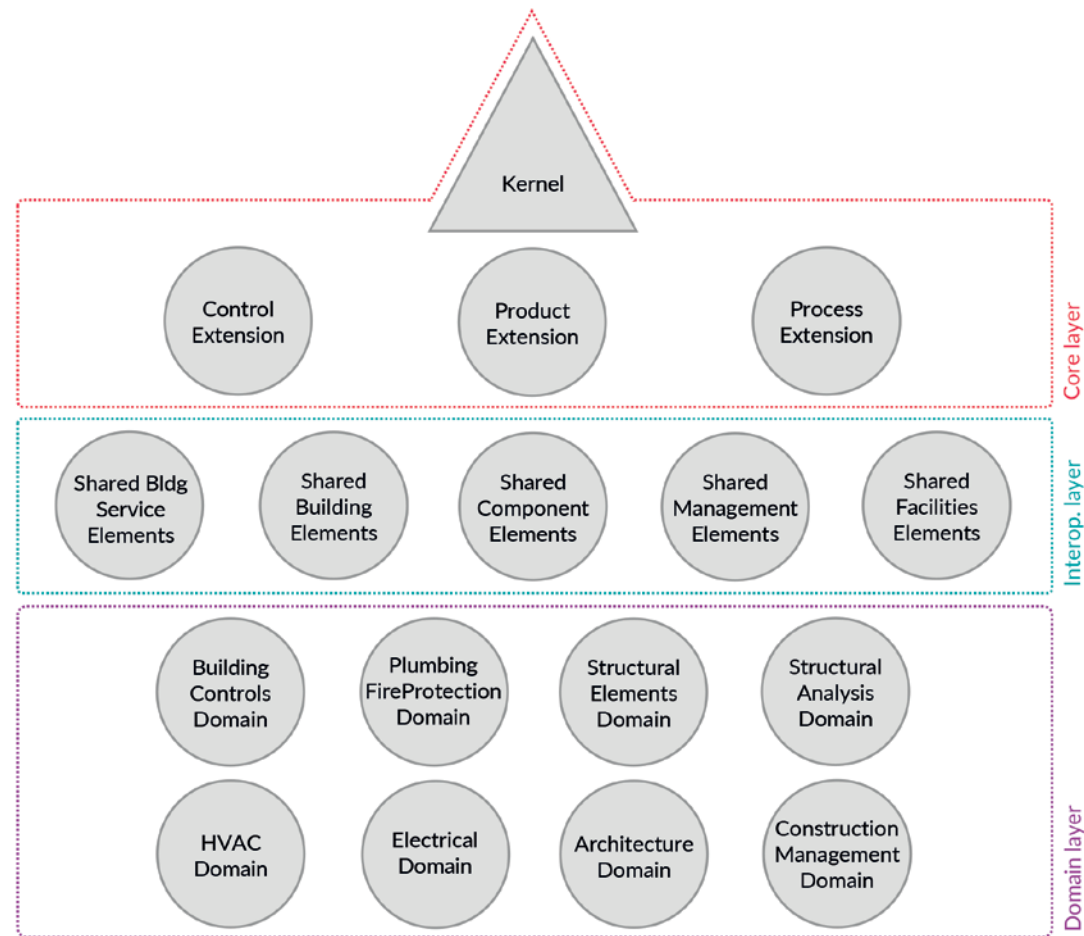 Kernel
Control
Extension
Product
Extension
Process
Extension
Core layer
Shared Bldg
Service
Elements
Shared
Building
Elements
Shared
Component
Elements
Shared
Management
Elements
Shared
Facilities
Elements
Interop. layer
Building
Controls
Domain
Plumbing
FireProtection
Domain
Structural
Elements
Domain
Structural
Analysis
Domain
HVAC
Domain
Electrical
Domain
Architecture
Domain
Construction
Management
Domain
Domain layer